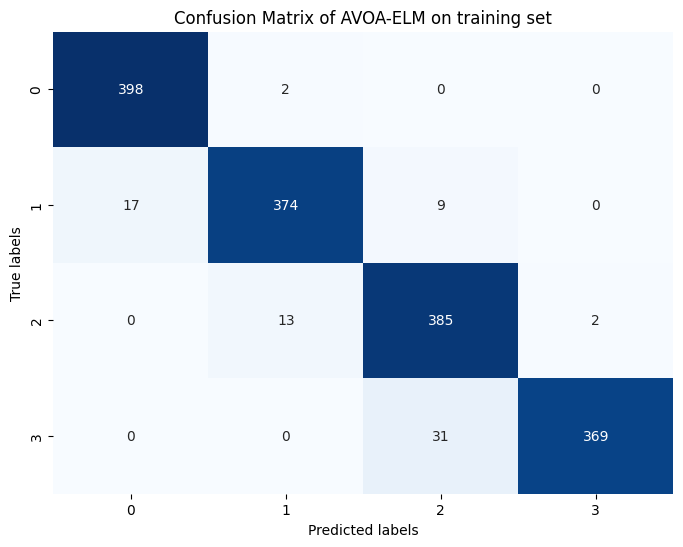 Confusion Matrix of AVOA-ELM on training set
True labels
0 398 2 0 0
1 17 374 9 0
2 0 13 385 2
3 0 0 31 369
0 1 2 3
Predicted labels